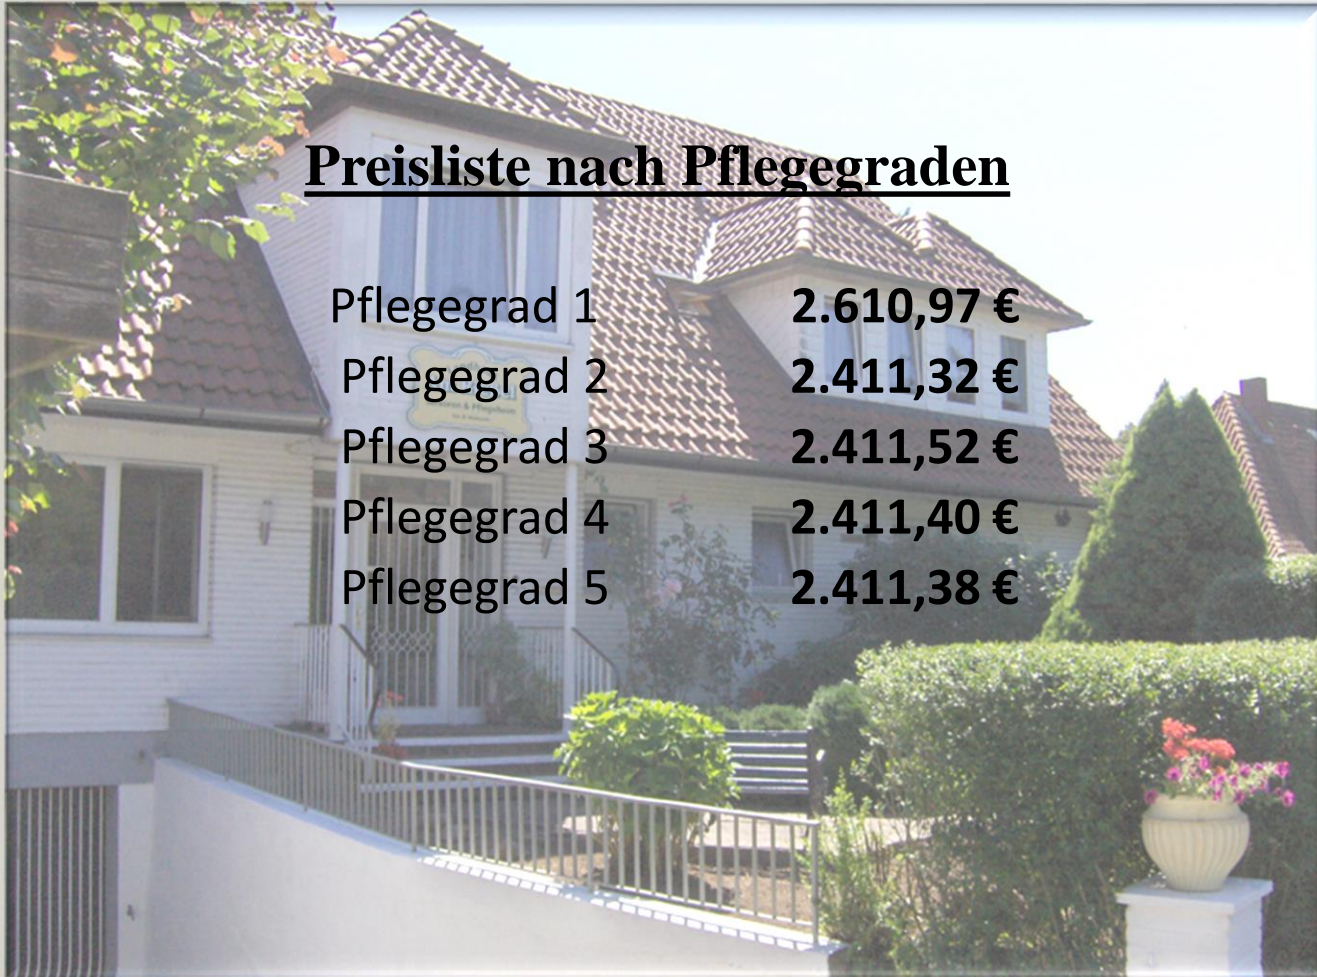 Preisliste nach Pflegegraden
Pflegegrad 1 2.610,97 €
Pflegegrad 2 2.411,32 €
Pflegegrad 3 2.411,52 €
Pflegegrad 4 2.411,40 €
Pflegegrad 5 2.411,38 €